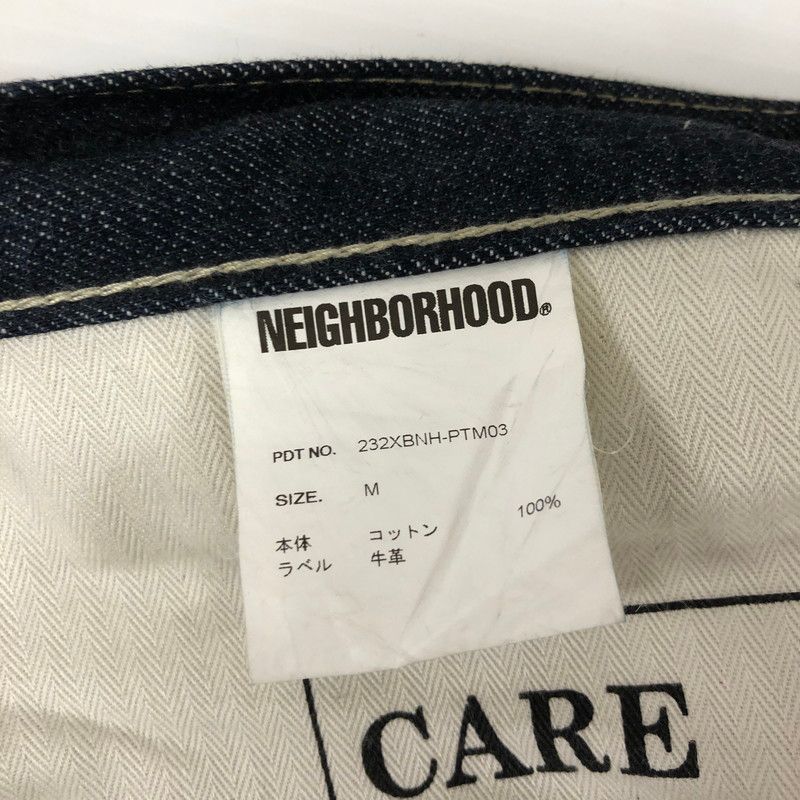 NEIGHBORHOOD®
PDT NO. 232XBNH-PTM03
SIZE. M
本体 コットン 100%
ラベル 牛革
CARE